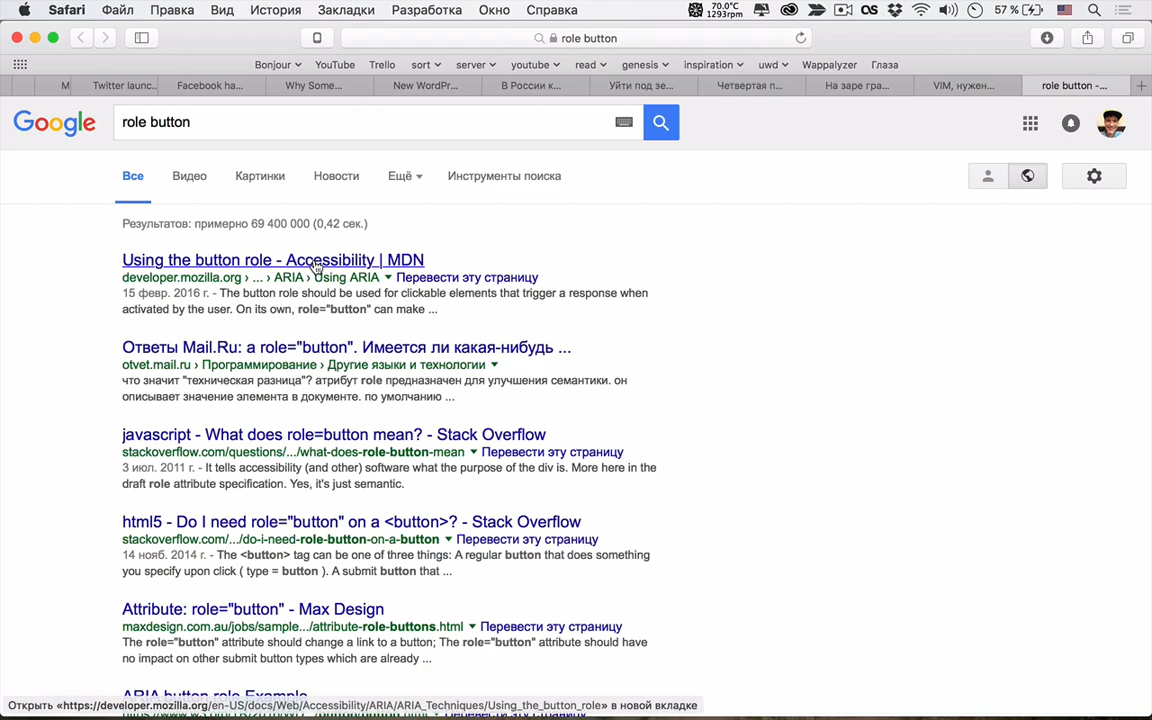 Safari Файл Правка Вид История Закладки Разработка Окно Справка 70.0°C 1293rpm 57 %
role button
Bonjour YouTube Trello sort server youtube read genesis inspiration uwd Wappalyzer Глаза
M Twitter launc... Facebook ha... Why Some... New WordPr... В России к... Уйти под зе... Четвертая п... На заре гра... VIM, нужен... role button -...
Google role button
Все Видео Картинки Новости Ещё Инструменты поиска
Результатов: примерно 69 400 000 (0,42 сек.)
Using the button role - Accessibility | MDN
developer.mozilla.org › ... › ARIA › Using ARIA Перевести эту страницу
15 февр. 2016 г. - The button role should be used for clickable elements that trigger a response when
activated by the user. On its own, role="button" can make ...
Ответы Mail.Ru: а role="button". Имеется ли какая-нибудь ...
otvet.mail.ru › Программирование › Другие языки и технологии
что значит "техническая разница"? атрибут role предназначен для улучшения семантики. он
описывает значение элемента в документе. по умолчанию ...
javascript - What does role=button mean? - Stack Overflow
stackoverflow.com/questions/.../what-does-role-button-mean Перевести эту страницу
3 июл. 2011 г. - It tells accessibility (and other) software what the purpose of the div is. More here in the
draft role attribute specification. Yes, it's just semantic.
html5 - Do I need role="button" on a <button>? - Stack Overflow
stackoverflow.com/.../do-i-need-role-button-on-a-button Перевести эту страницу
14 нояб. 2014 г. - The <button> tag can be one of three things: A regular button that does something
you specify upon click ( type = button ). A submit button that ...
Attribute: role="button" - Max Design
maxdesign.com.au/jobs/sample.../attribute-role-buttons.html Перевести эту страницу
The role="button" attribute should change a link to a button; The role="button" attribute should have
no impact on other submit button types which are already ...
ARIA button role Example
Открыть «https://developer.mozilla.org/en-US/docs/Web/Accessibility/ARIA/ARIA_Techniques/Using_the_button_role» в новой вкладке